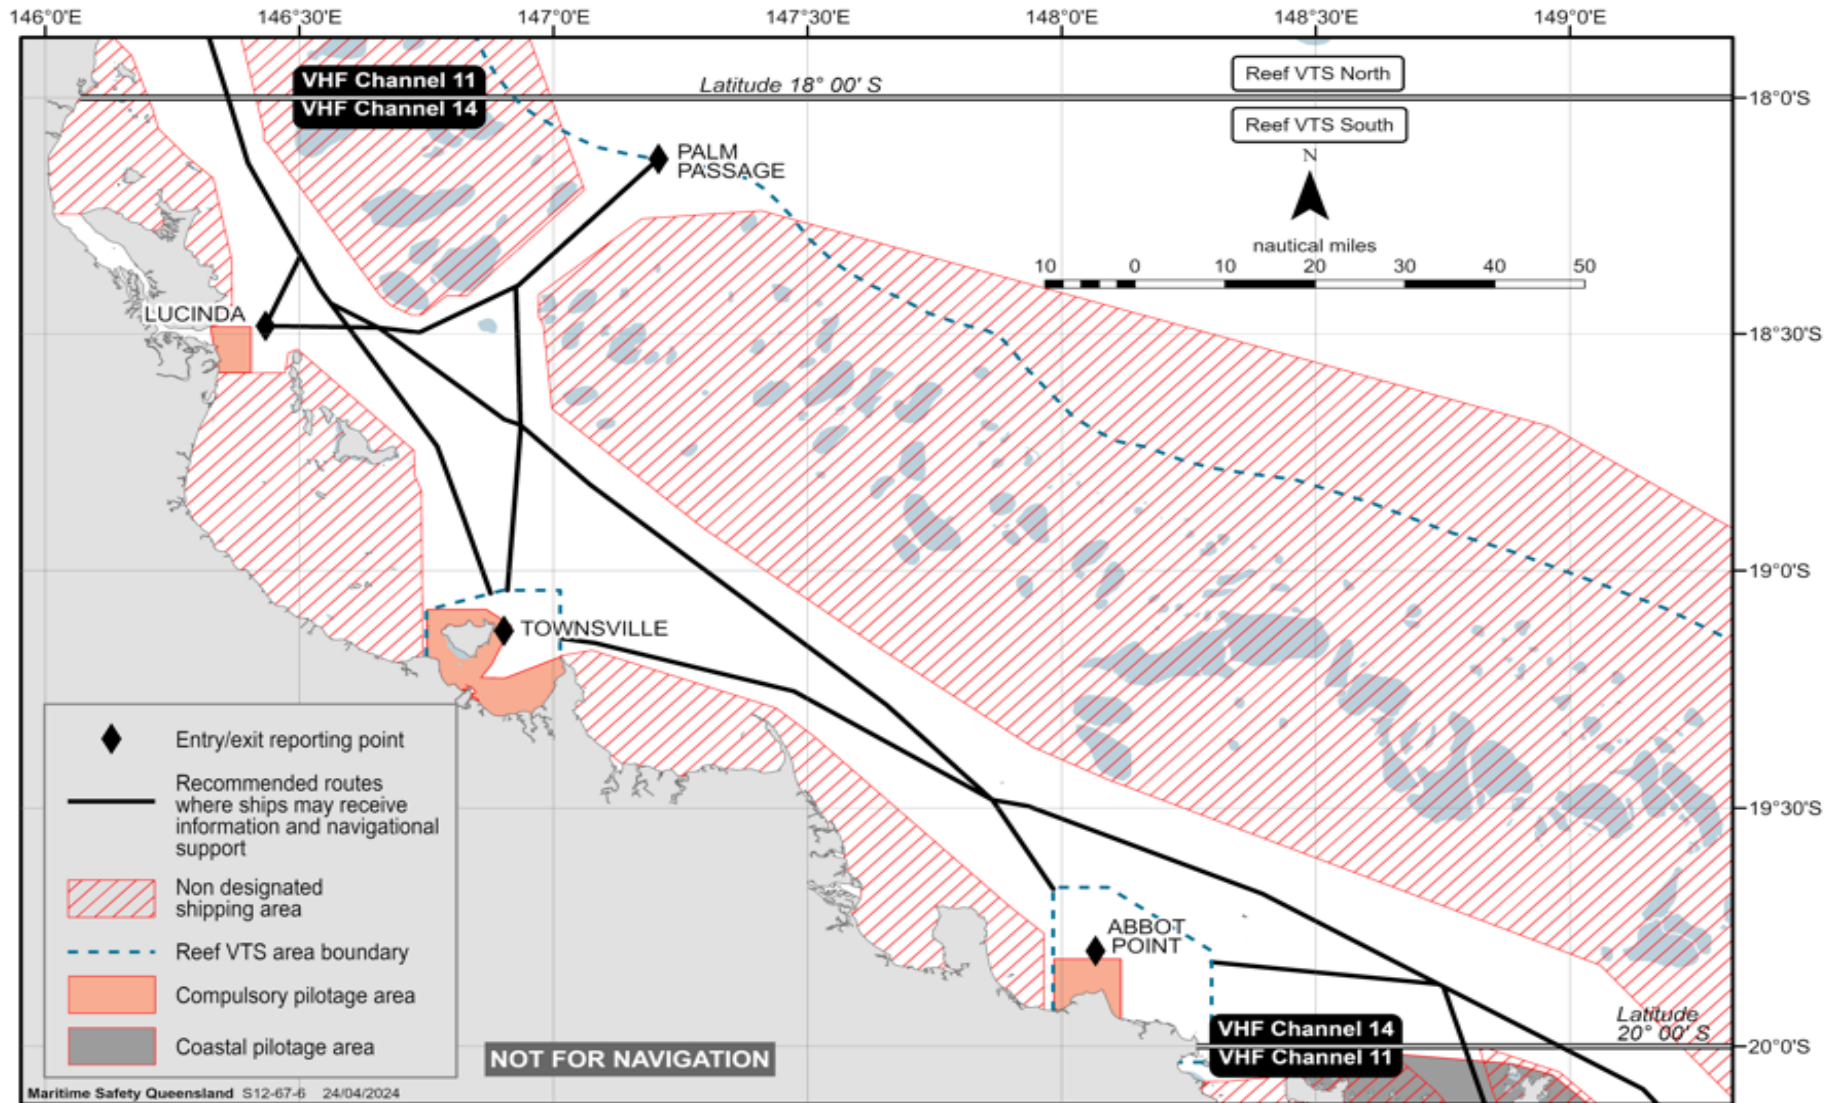 146°0'E 146°30'E 147°0'E 147°30'E 148°0'E 148°30'E 149°0'E
VHF Channel 11
VHF Channel 14
Latitude 18° 00' S
Reef VTS North
Reef VTS South
18°0'S
N
PALM
PASSAGE
nautical miles
10 0 10 20 30 40 50
LUCINDA
18°30'S
19°0'S
TOWNSVILLE
19°30'S
ABBOT
POINT
Latitude
20° 00' S
VHF Channel 14
VHF Channel 11
20°0'S
Entry/exit reporting point
Recommended routes
where ships may receive
information and navigational
support
Non designated
shipping area
Reef VTS area boundary
Compulsory pilotage area
Coastal pilotage area
NOT FOR NAVIGATION
Maritime Safety Queensland S12-67-6 24/04/2024